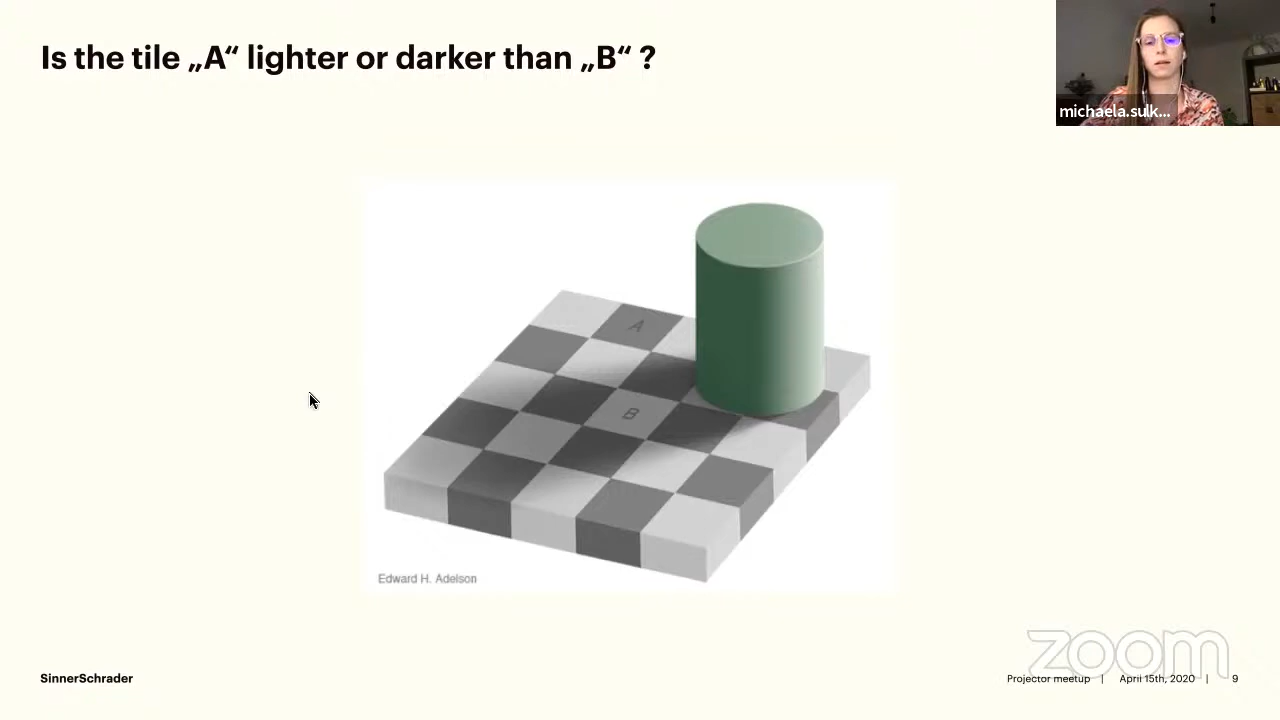 Is the tile „A“ lighter or darker than „B“ ?
michaela.sulk...
A
B
Edward H. Adelson
zoom
SinnerSchrader
Projector meetup | April 15th, 2020 | 9